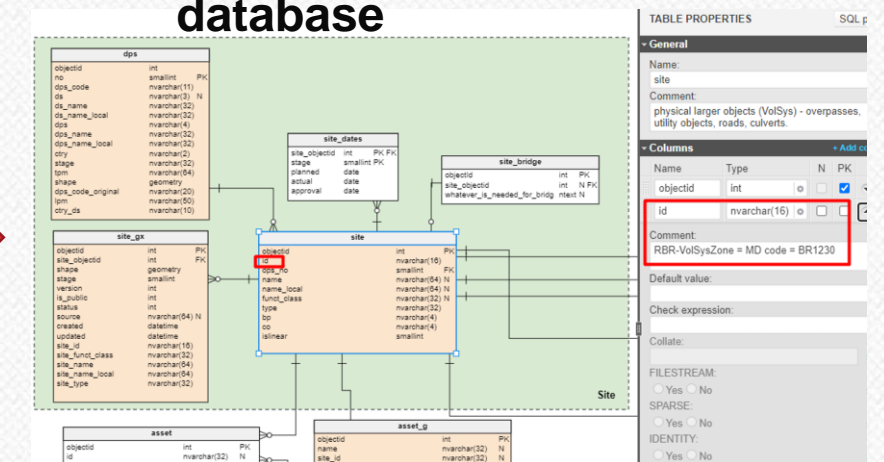 database
dps
objectid int
no smallint PK
dps_code nvarchar(11)
ds nvarchar(3) N
ds_name nvarchar(32)
ds_name_local nvarchar(32)
dps nvarchar(4)
dps_name nvarchar(32)
dps_name_local nvarchar(32)
ctry nvarchar(2)
stage nvarchar(32)
tpm nvarchar(64)
shape geometry
dps_code_original nvarchar(20)
lpm nvarchar(50)
ctry_ds nvarchar(10)
site_dates
site_objectid int PK FK
stage smallint PK
planned date
actual date
approval date
site_bridge
objectid int PK
site_objectid int N FK
whatever_is_needed_for_bridg ntext N
site_gx
objectid int PK
site_objectid int FK
shape geometry
stage smallint
version int
is_public int
status int
source nvarchar(64) N
created datetime
updated datetime
site_id nvarchar(16)
site_funct_class nvarchar(32)
site_name nvarchar(64)
site_name_local nvarchar(64)
site_type nvarchar(32)
site
objectid int PK
id nvarchar(16)
dps_no smallint FK
name nvarchar(64) N
name_local nvarchar(64) N
funct_class nvarchar(32) N
type nvarchar(32)
bp nvarchar(4)
co nvarchar(4)
islinear smallint
Site
asset
objectid int PK
id nvarchar(32) N
asset_g
objectid int PK
name nvarchar(32) N
site_id nvarchar(32) N
TABLE PROPERTIES SQL p
General
Name:
site
Comment:
physical larger objects (VolSys) - overpasses,
utility objects, roads, culverts.
Columns + Add co
Name Type N PK
objectid int
id nvarchar(16)
Comment:
RBR-VolSysZone = MD code = BR1230
Default value:
Check expression:
Collate:
FILESTREAM:
Yes No
SPARSE:
Yes No
IDENTITY:
Yes No